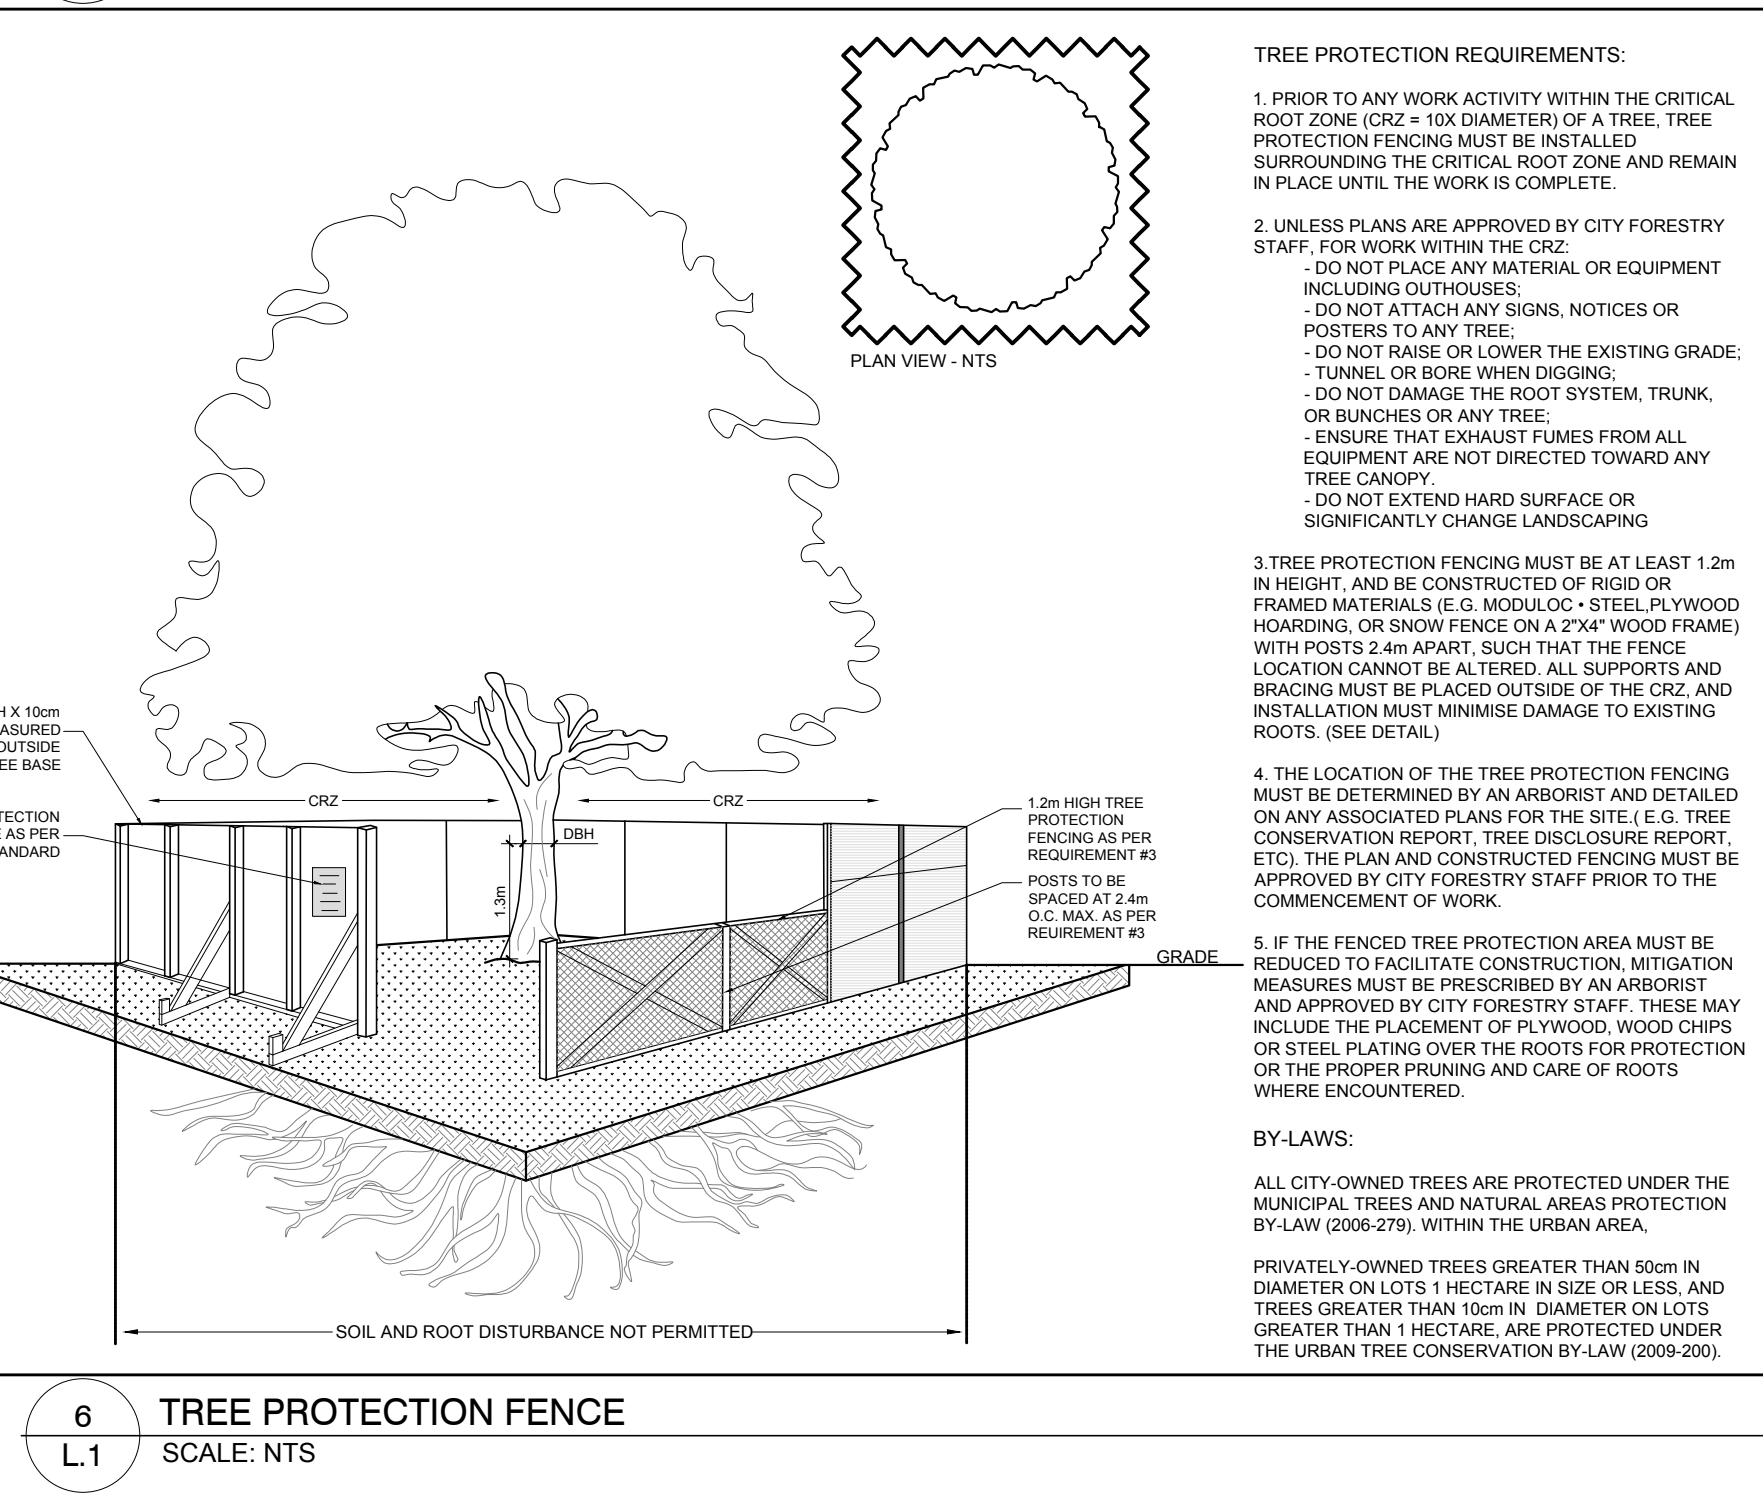 PLAN VIEW - NTS
H X 10cm
ASURED
OUTSIDE
EE BASE
TECTION
E AS PER
ANDARD
CRZ
CRZ
DBH
1.3m
1.2m HIGH TREE
PROTECTION
FENCING AS PER
REQUIREMENT #3
POSTS TO BE
SPACED AT 2.4m
O.C. MAX. AS PER
REUIREMENT #3
GRADE
SOIL AND ROOT DISTURBANCE NOT PERMITTED
TREE PROTECTION REQUIREMENTS:
1. PRIOR TO ANY WORK ACTIVITY WITHIN THE CRITICAL
ROOT ZONE (CRZ = 10X DIAMETER) OF A TREE, TREE
PROTECTION FENCING MUST BE INSTALLED
SURROUNDING THE CRITICAL ROOT ZONE AND REMAIN
IN PLACE UNTIL THE WORK IS COMPLETE.
2. UNLESS PLANS ARE APPROVED BY CITY FORESTRY
STAFF, FOR WORK WITHIN THE CRZ:
- DO NOT PLACE ANY MATERIAL OR EQUIPMENT
INCLUDING OUTHOUSES;
- DO NOT ATTACH ANY SIGNS, NOTICES OR
POSTERS TO ANY TREE;
- DO NOT RAISE OR LOWER THE EXISTING GRADE;
- TUNNEL OR BORE WHEN DIGGING;
- DO NOT DAMAGE THE ROOT SYSTEM, TRUNK,
OR BUNCHES OR ANY TREE;
- ENSURE THAT EXHAUST FUMES FROM ALL
EQUIPMENT ARE NOT DIRECTED TOWARD ANY
TREE CANOPY.
- DO NOT EXTEND HARD SURFACE OR
SIGNIFICANTLY CHANGE LANDSCAPING
3.TREE PROTECTION FENCING MUST BE AT LEAST 1.2m
IN HEIGHT, AND BE CONSTRUCTED OF RIGID OR
FRAMED MATERIALS (E.G. MODULOC • STEEL,PLYWOOD
HOARDING, OR SNOW FENCE ON A 2"X4" WOOD FRAME)
WITH POSTS 2.4m APART, SUCH THAT THE FENCE
LOCATION CANNOT BE ALTERED. ALL SUPPORTS AND
BRACING MUST BE PLACED OUTSIDE OF THE CRZ, AND
INSTALLATION MUST MINIMISE DAMAGE TO EXISTING
ROOTS. (SEE DETAIL)
4. THE LOCATION OF THE TREE PROTECTION FENCING
MUST BE DETERMINED BY AN ARBORIST AND DETAILED
ON ANY ASSOCIATED PLANS FOR THE SITE.( E.G. TREE
CONSERVATION REPORT, TREE DISCLOSURE REPORT,
ETC). THE PLAN AND CONSTRUCTED FENCING MUST BE
APPROVED BY CITY FORESTRY STAFF PRIOR TO THE
COMMENCEMENT OF WORK.
5. IF THE FENCED TREE PROTECTION AREA MUST BE
REDUCED TO FACILITATE CONSTRUCTION, MITIGATION
MEASURES MUST BE PRESCRIBED BY AN ARBORIST
AND APPROVED BY CITY FORESTRY STAFF. THESE MAY
INCLUDE THE PLACEMENT OF PLYWOOD, WOOD CHIPS
OR STEEL PLATING OVER THE ROOTS FOR PROTECTION
OR THE PROPER PRUNING AND CARE OF ROOTS
WHERE ENCOUNTERED.
BY-LAWS:
ALL CITY-OWNED TREES ARE PROTECTED UNDER THE
MUNICIPAL TREES AND NATURAL AREAS PROTECTION
BY-LAW (2006-279). WITHIN THE URBAN AREA,
PRIVATELY-OWNED TREES GREATER THAN 50cm IN
DIAMETER ON LOTS 1 HECTARE IN SIZE OR LESS, AND
TREES GREATER THAN 10cm IN DIAMETER ON LOTS
GREATER THAN 1 HECTARE, ARE PROTECTED UNDER
THE URBAN TREE CONSERVATION BY-LAW (2009-200).
6
L.1
TREE PROTECTION FENCE
SCALE: NTS